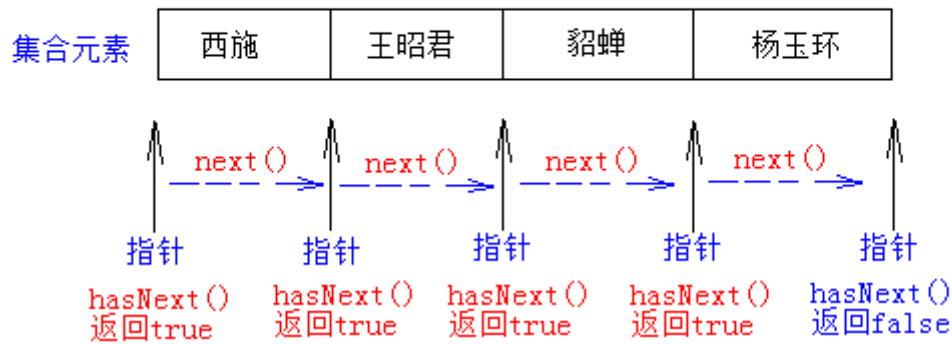 集合元素 西施 王昭君 貂蝉 杨玉环
next() next() next() next()
指针 指针 指针 指针 指针
hasNext() hasNext() hasNext() hasNext() hasNext()
返回true 返回true 返回true 返回true 返回false